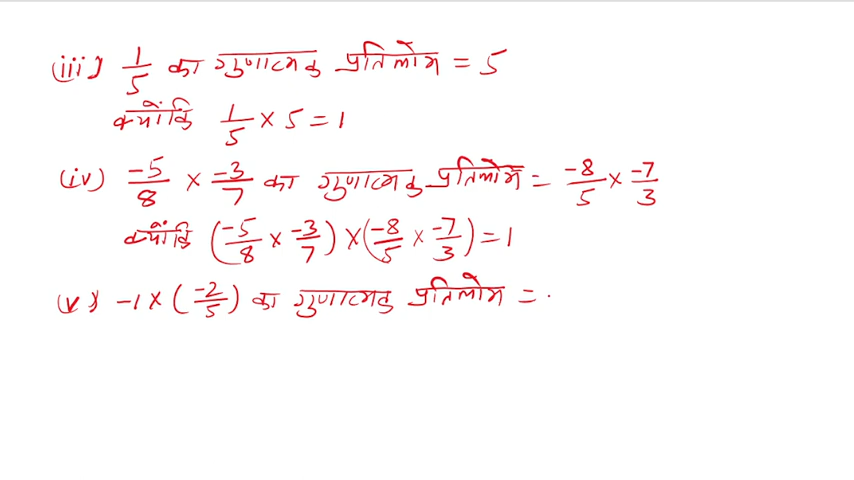 (iii) 1/5 का गुणात्मक प्रतिलोम = 5
क्योंकि 1/5 × 5 = 1
(iv) -5/8 × -3/7 का गुणात्मक प्रतिलोम = -8/5 × -7/3
क्योंकि (-5/8 × -3/7) × (-8/5 × -7/3) = 1
(v) -1 × (-2/5) का गुणात्मक प्रतिलोम =